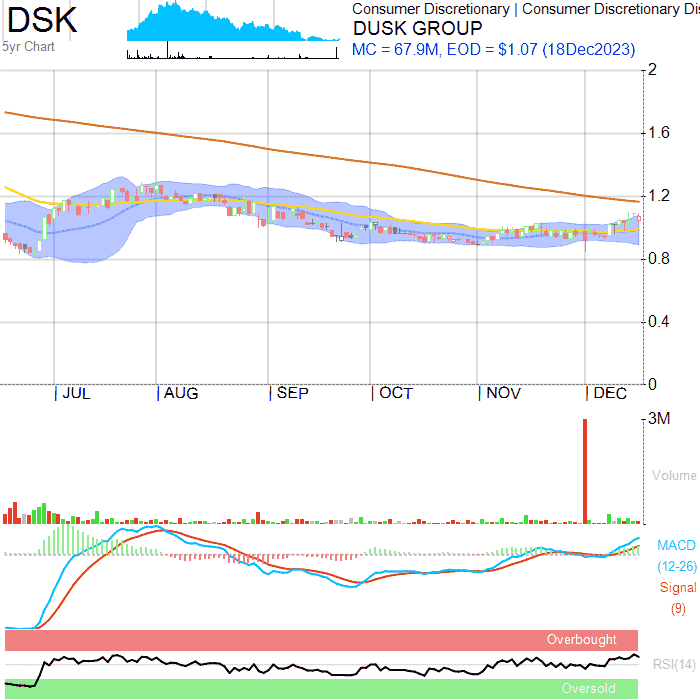 DSK
5yr Chart
Consumer Discretionary | Consumer Discretionary Dis
DUSK GROUP
MC = 67.9M, EOD = $1.07 (18Dec2023)
2
1.6
1.2
0.8
0.4
0
| JUL | AUG | SEP | OCT | NOV | DEC
3M
Volume
MACD
(12-26)
Signal
(9)
Overbought
RSI(14)
Oversold